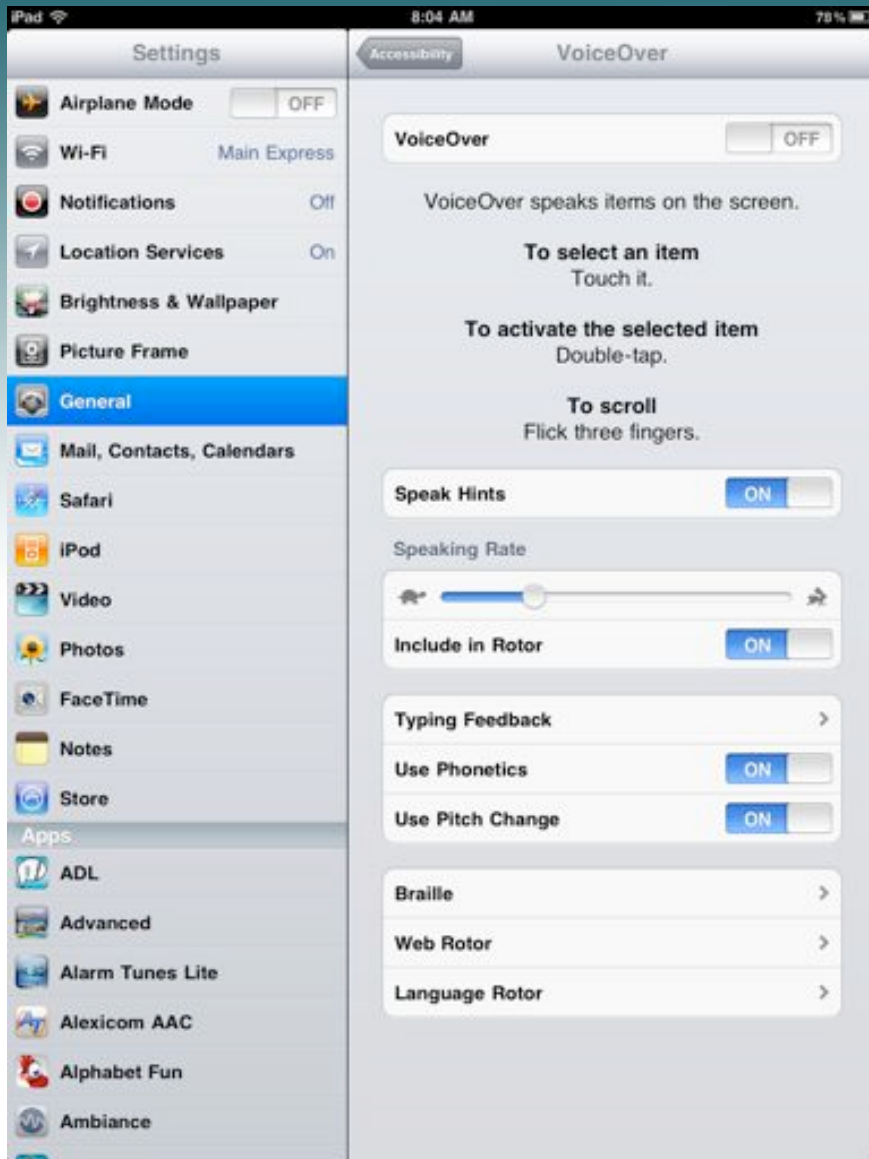 iPad
8:04 AM
78%
Settings
Airplane Mode OFF
Wi-Fi Main Express
Notifications Off
Location Services On
Brightness & Wallpaper
Picture Frame
General
Mail, Contacts, Calendars
Safari
iPod
Video
Photos
FaceTime
Notes
Store
Apps
ADL
Advanced
Alarm Tunes Lite
Alexicom AAC
Alphabet Fun
Ambiance
Accessibility
VoiceOver
VoiceOver OFF
VoiceOver speaks items on the screen.
To select an item
Touch it.
To activate the selected item
Double-tap.
To scroll
Flick three fingers.
Speak Hints ON
Speaking Rate
Include in Rotor ON
Typing Feedback
Use Phonetics ON
Use Pitch Change ON
Braille
Web Rotor
Language Rotor